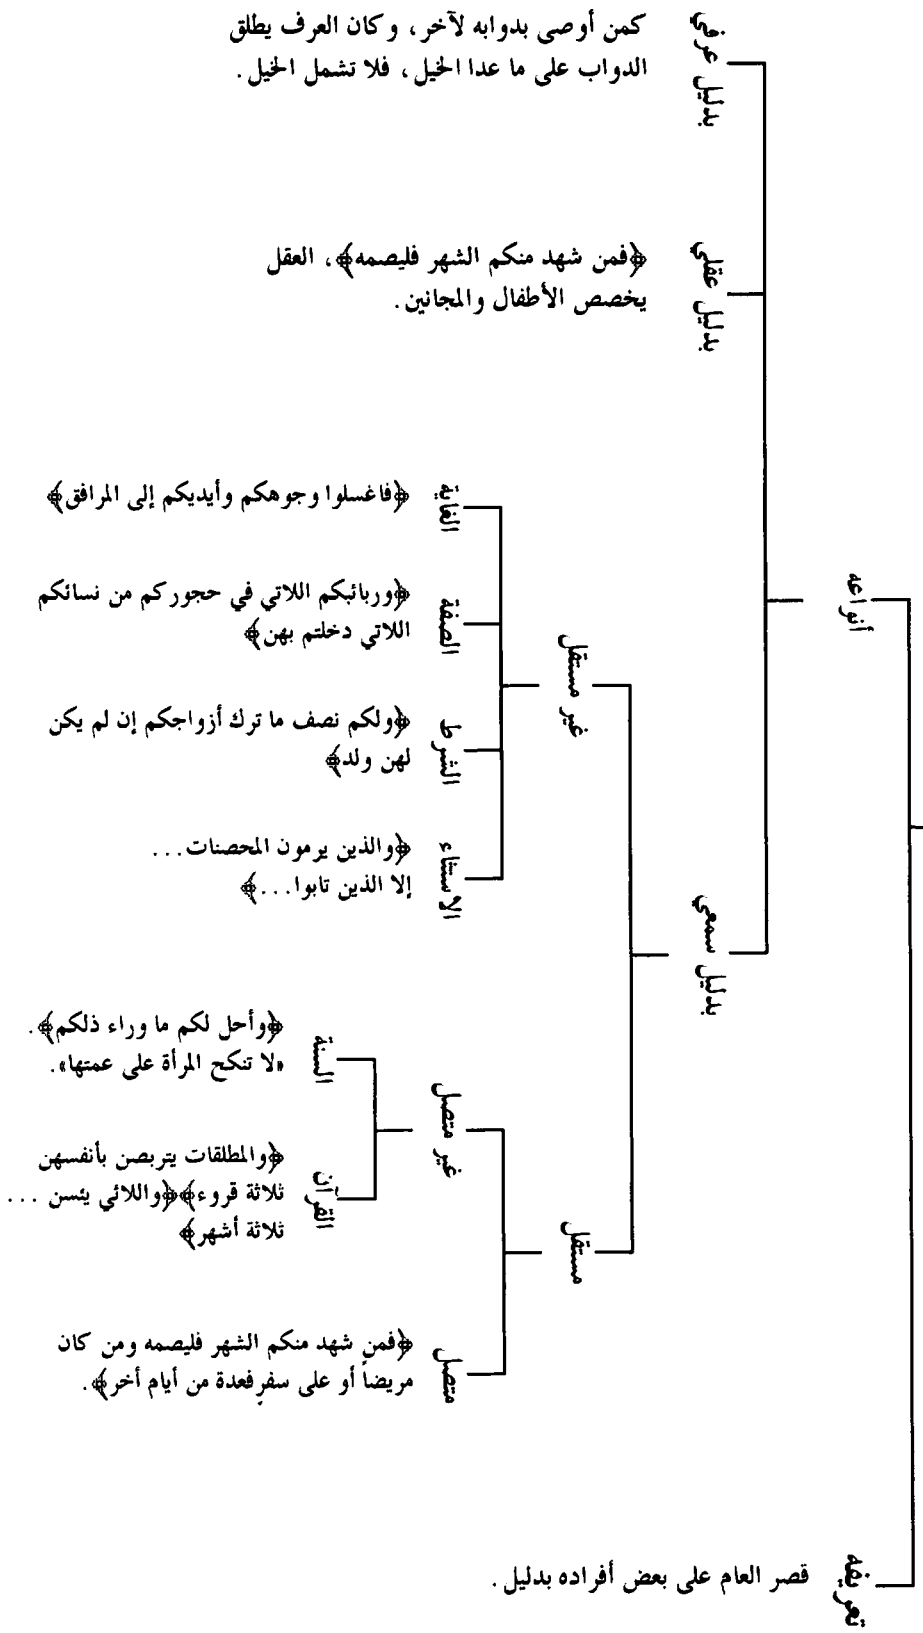 بدليل عرفي
كمن أوصى بدوابه لآخر، وكان العرف يطلق
الدواب على ما عدا الخيل، فلا تشمل الخيل.
بدليل عقلي
﴿فمن شهد منكم الشهر فليصمه﴾، العقل
يخصص الأطفال والمجانين.
أنواعه
بدليل سمعي
غير مستقل
الغاية
﴿فاغسلوا وجوهكم وأيديكم إلى المرافق﴾
الصفة
﴿وربائبكم اللاتي في حجوركم من نسائكم
اللاتي دخلتم بهن﴾
الشرط
﴿ولكم نصف ما ترك أزواجكم إن لم يكن
لهن ولد﴾
الاستثناء
﴿والذين يرمون المحصنات...
إلا الذين تابوا...﴾
مستقل
غير متصل
السنة
﴿وأحل لكم ما وراء ذلكم﴾.
«لا تنكح المرأة على عمتها».
القرآن
﴿والمطلقات يتربصن بأنفسهن
ثلاثة قروء﴾﴿واللائي يئسن ...
ثلاثة أشهر﴾
متصل
﴿فمن شهد منكم الشهر فليصمه ومن كان
مريضاً أو على سفرٍ فعدة من أيام أخر﴾.
تعريفه
قصر العام على بعض أفراده بدليل.